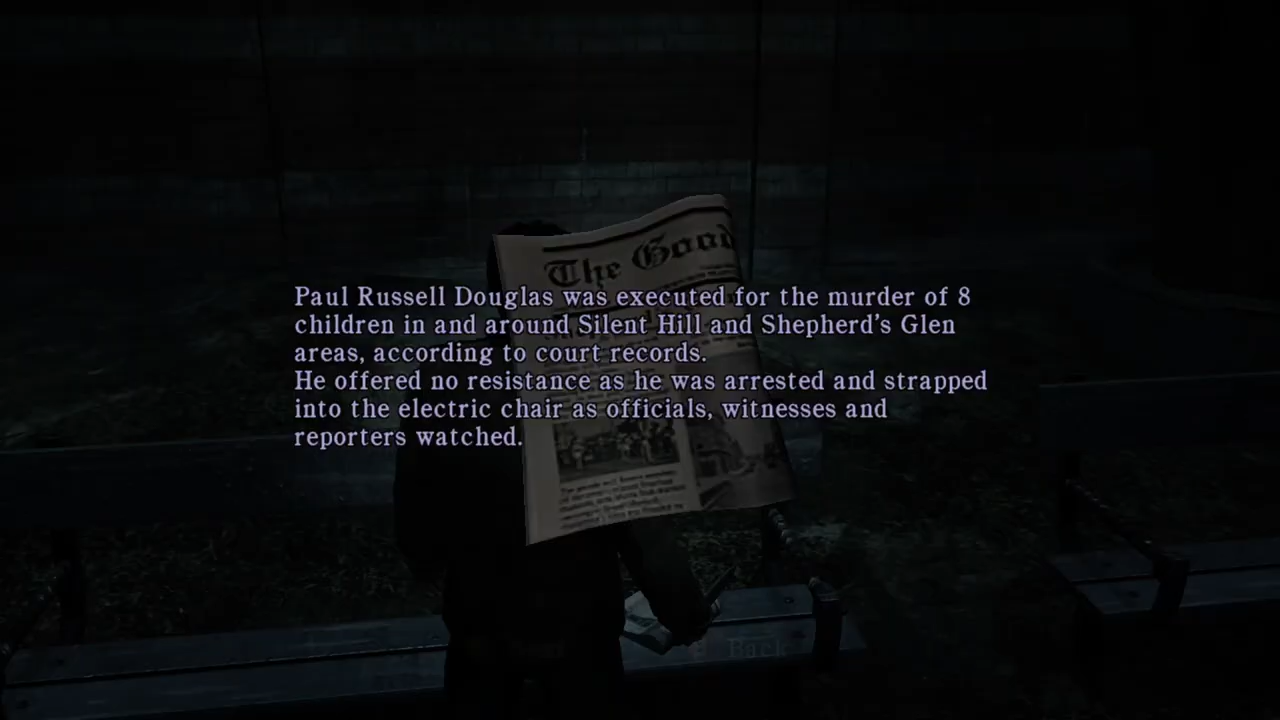 The Good
Paul Russell Douglas was executed for the murder of 8
children in and around Silent Hill and Shepherd's Glen
areas, according to court records.
He offered no resistance as he was arrested and strapped
into the electric chair as officials, witnesses and
reporters watched.
Back